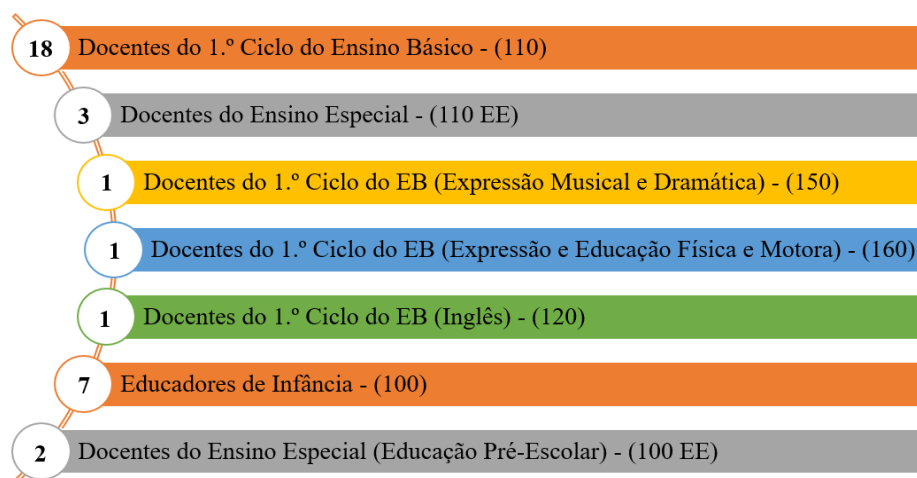 18 Docentes do 1.º Ciclo do Ensino Básico - (110)
3 Docentes do Ensino Especial - (110 EE)
1 Docentes do 1.º Ciclo do EB (Expressão Musical e Dramática) - (150)
1 Docentes do 1.º Ciclo do EB (Expressão e Educação Física e Motora) - (160)
1 Docentes do 1.º Ciclo do EB (Inglês) - (120)
7 Educadores de Infância - (100)
2 Docentes do Ensino Especial (Educação Pré-Escolar) - (100 EE)